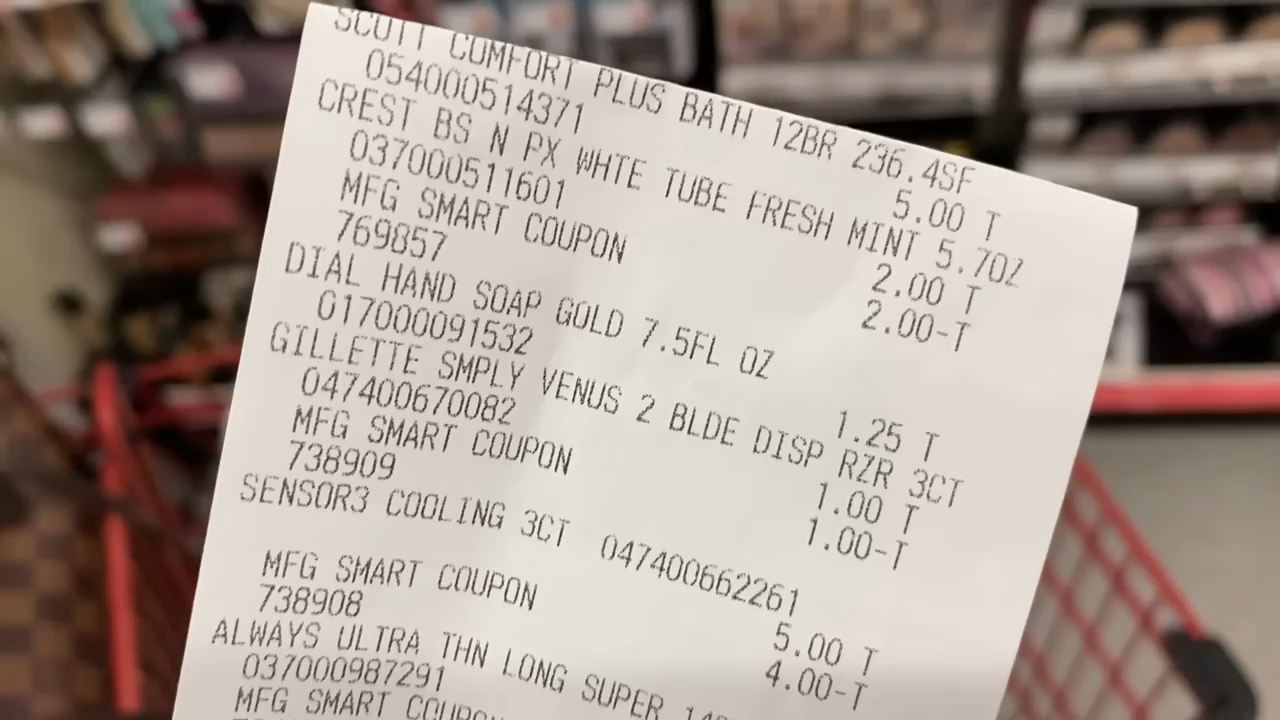 SCOTT COMFORT PLUS BATH 12BR 236.4SF
054000514371 5.00 T
CREST BS N PX WHTE TUBE FRESH MINT 5.7OZ
037000511601 2.00 T
MFG SMART COUPON 2.00-T
769857
DIAL HAND SOAP GOLD 7.5FL OZ
017000091532 1.25 T
GILLETTE SMPLY VENUS 2 BLDE DISP RZR 3CT
047400670082 1.00 T
MFG SMART COUPON 1.00-T
738909
SENSOR3 COOLING 3CT 047400662261
5.00 T
MFG SMART COUPON 4.00-T
738908
ALWAYS ULTRA THN LONG SUPER
037000987291
MFG SMART COUPON